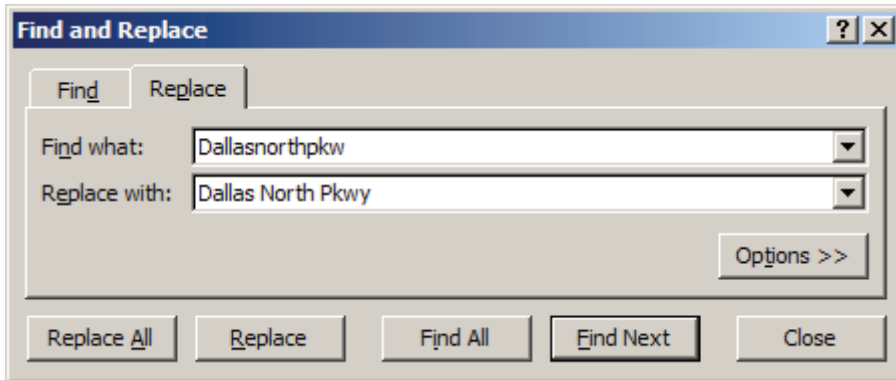 Find and Replace ? X
Find Replace
Find what: Dallasnorthpkw
Replace with: Dallas North Pkwy
Options >>
Replace All Replace Find All Find Next Close